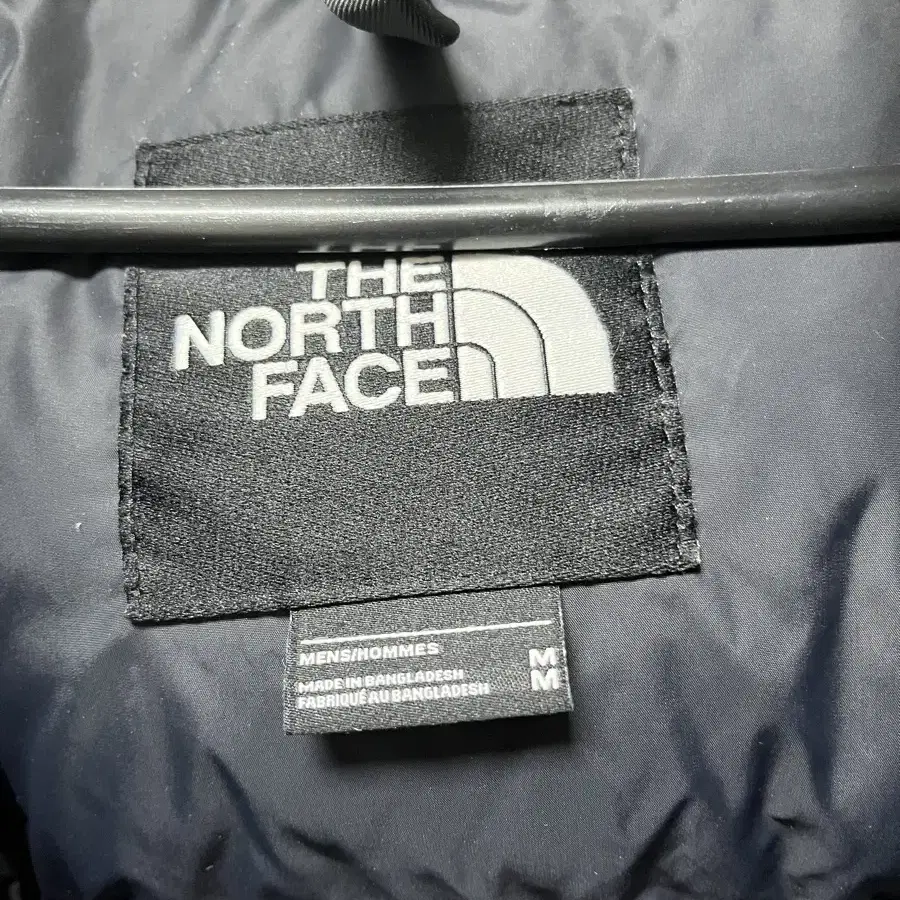 THE
NORTH
FACE
MENS/HOMMES
M
MADE IN BANGLADESH
FABRIQUÉ AU BANGLADESH
M